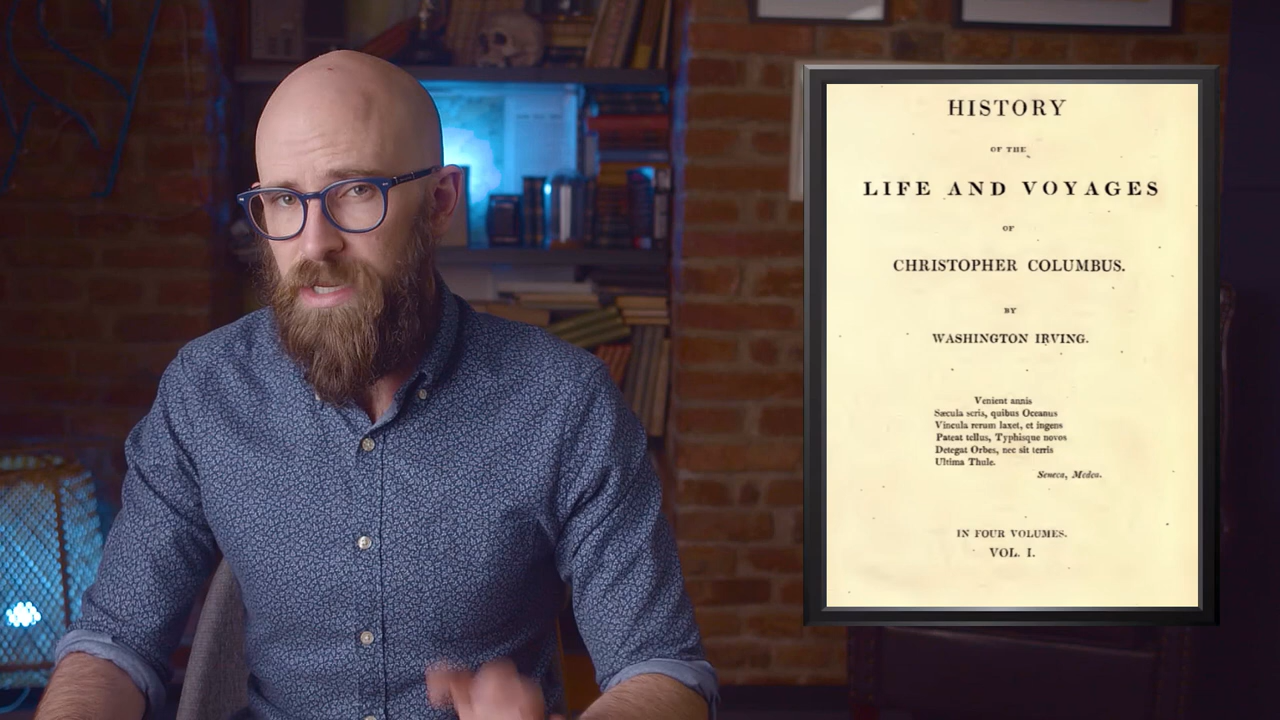 HISTORY
OF THE
LIFE AND VOYAGES
OF
CHRISTOPHER COLUMBUS.
BY
WASHINGTON IRVING.
Venient annis
Sæcula seris, quibus Oceanus
Vincula rerum laxet, et ingens
Pateat tellus, Typhisque novos
Detegat Orbes, nec sit terris
Ultima Thule.
Seneca, Medea.
IN FOUR VOLUMES.
VOL. I.